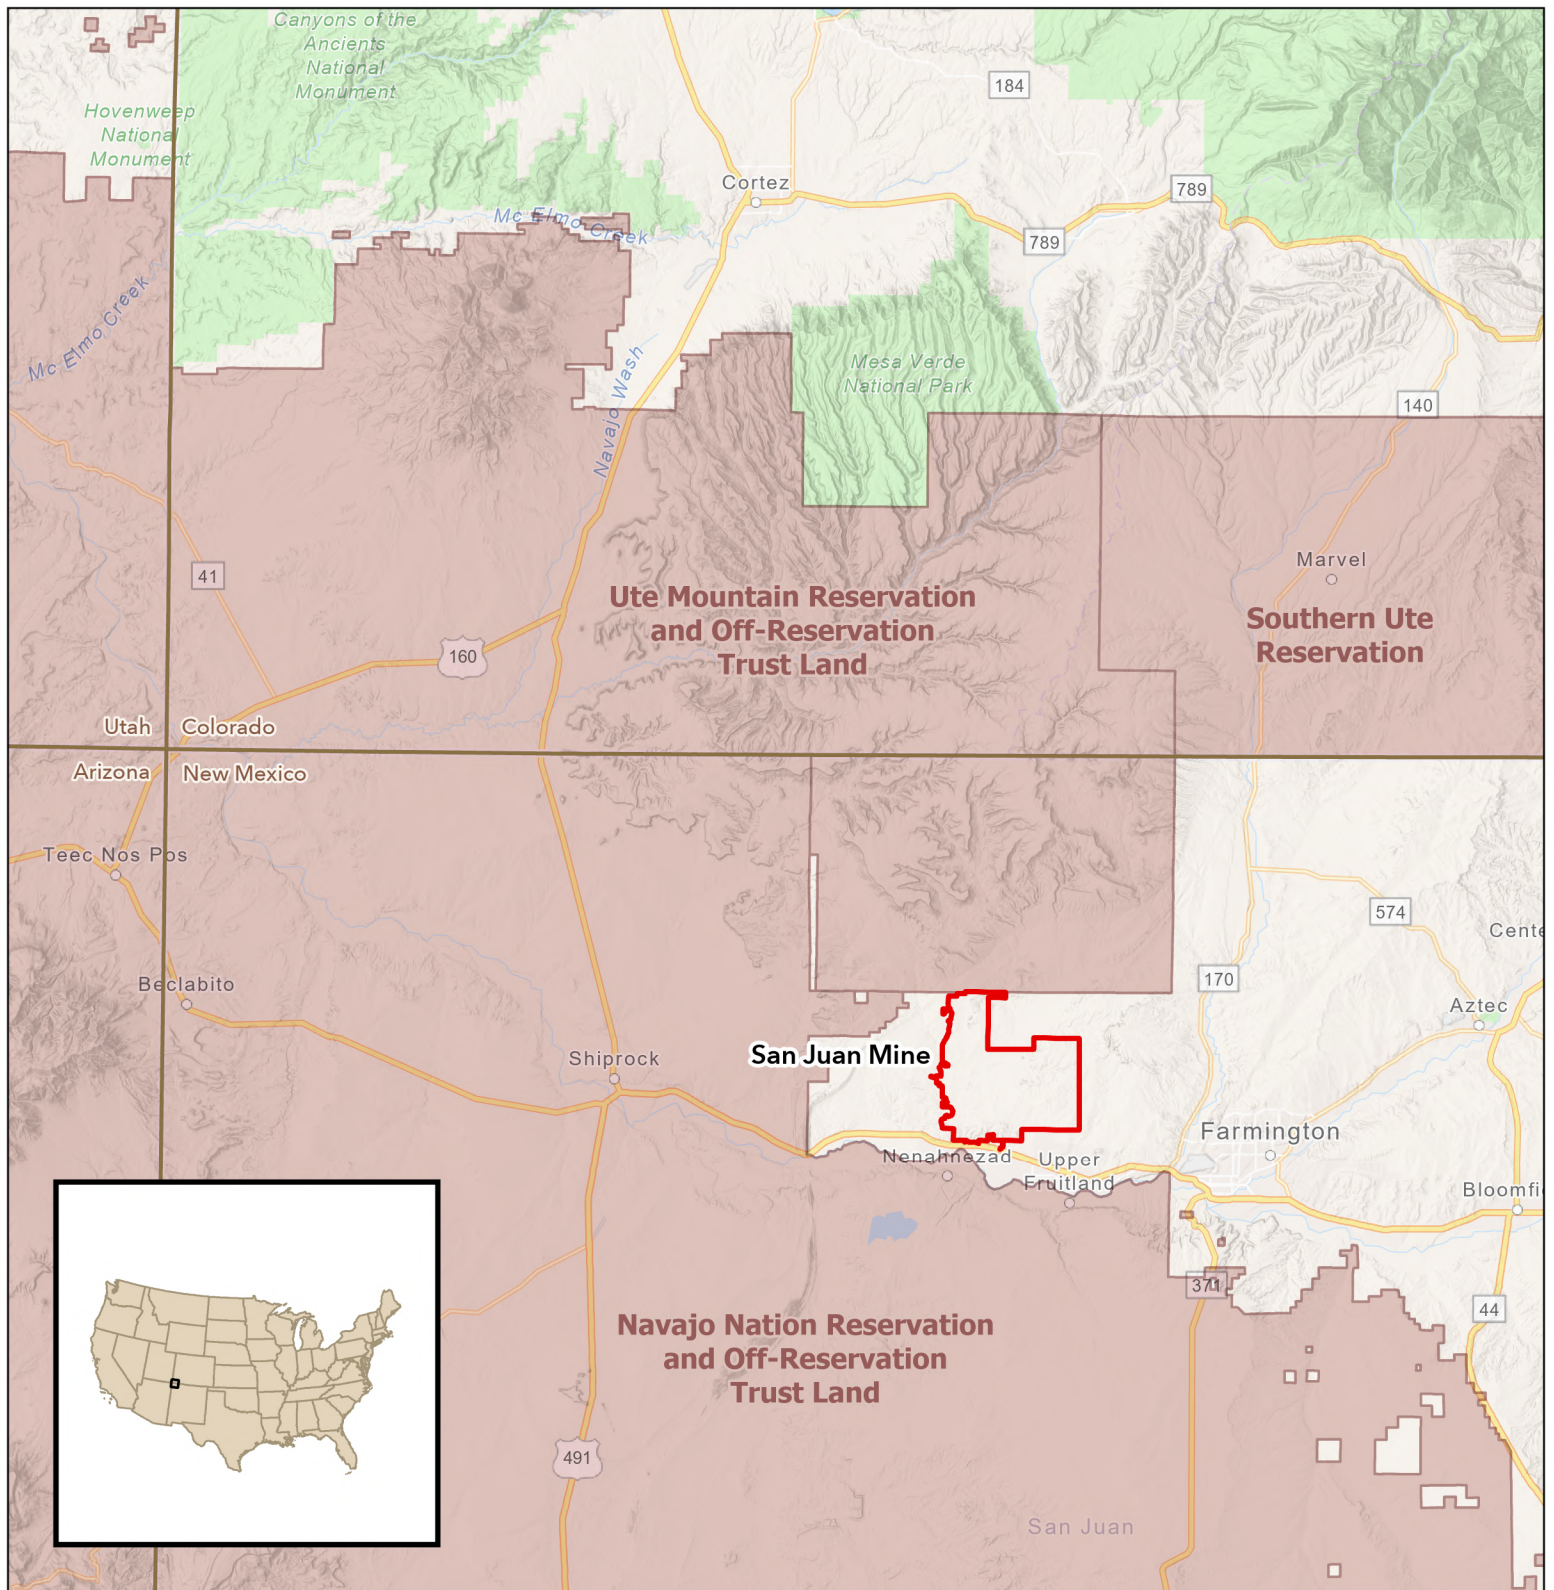 Canyons of the
Ancients
National
Monument
Hovenweep
National
Monument
184
Cortez
789
Mc Elmo Creek
789
Mc Elmo Creek
Navajo Wash
Mesa Verde
National Park
140
41
Marvel
Ute Mountain Reservation
and Off-Reservation
Trust Land
Southern Ute
Reservation
160
Utah
Colorado
Arizona
New Mexico
Teec Nos Pos
574
Cente
170
Beclabito
Aztec
Shiprock
San Juan Mine
Farmington
Nenahnezad
Upper
Fruitland
Bloomfi
371
44
Navajo Nation Reservation
and Off-Reservation
Trust Land
491
San Juan